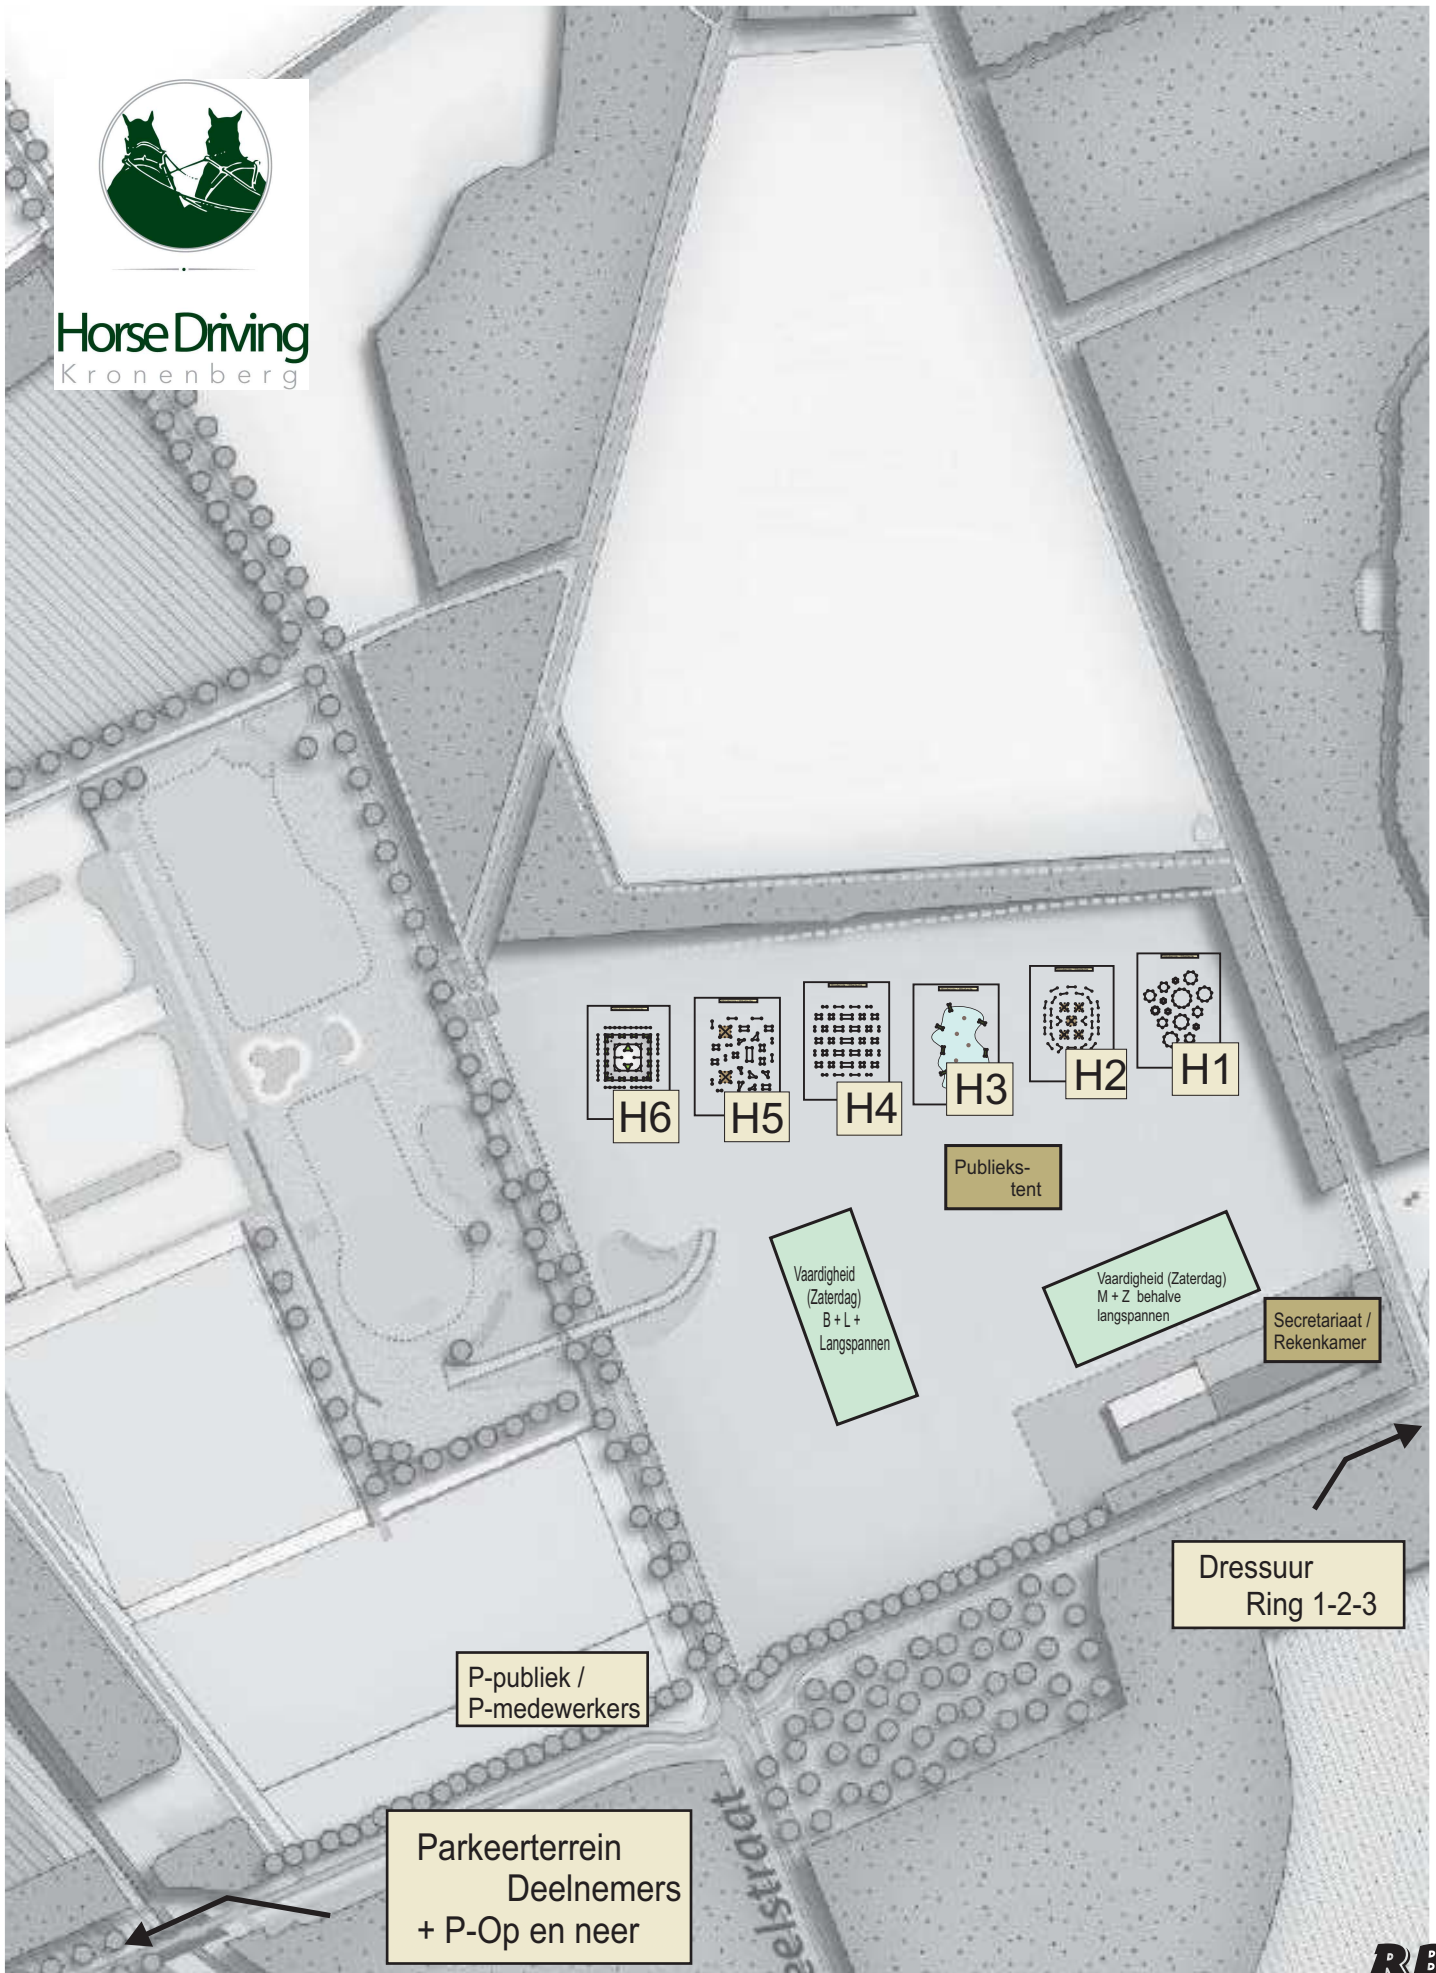 Horse Driving
Kronenberg
H6
H5
H4
H3
H2
H1
Publieks-
tent
Vaardigheid
(Zaterdag)
B + L +
Langspannen
Vaardigheid (Zaterdag)
M + Z behalve
langspannen
Secretariaat /
Rekenkamer
Dressuur
Ring 1-2-3
P-publiek /
P-medewerkers
Parkeerterrein
Deelnemers
+ P-Op en neer
eelstraat